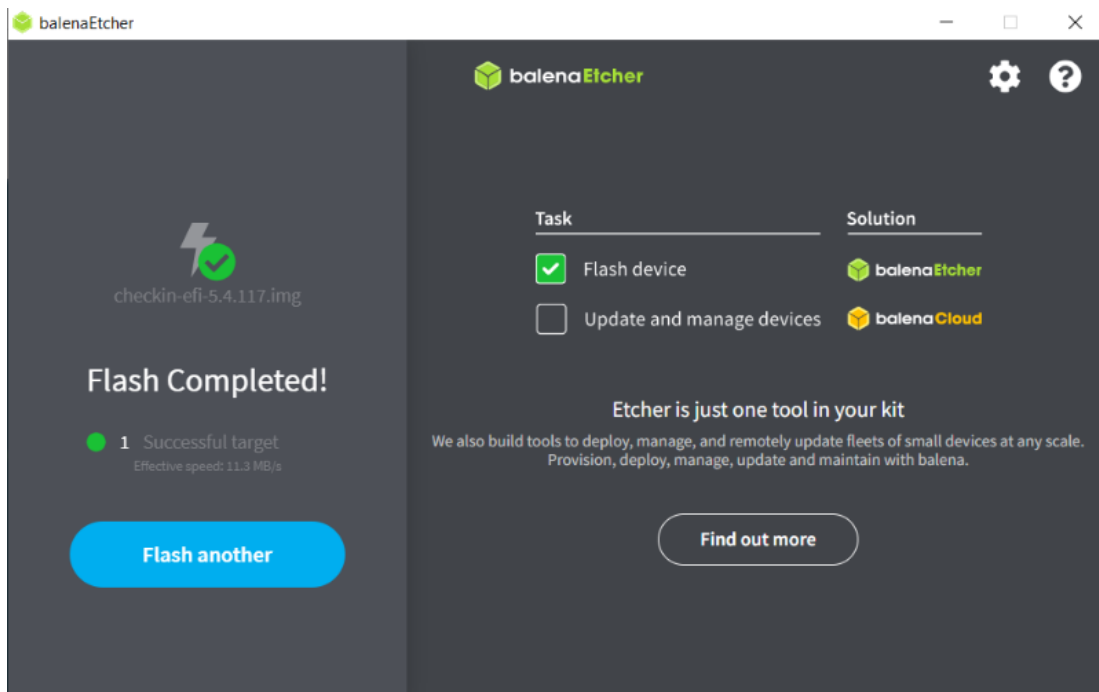 balenaEtcher
balenaEtcher
checkin-efi-5.4.117.img
Flash Completed!
1 Successful target
Effective speed: 11.3 MB/s
Flash another
Task Solution
Flash device balenaEtcher
Update and manage devices balenaCloud
Etcher is just one tool in your kit
We also build tools to deploy, manage, and remotely update fleets of small devices at any scale.
Provision, deploy, manage, update and maintain with balena.
Find out more